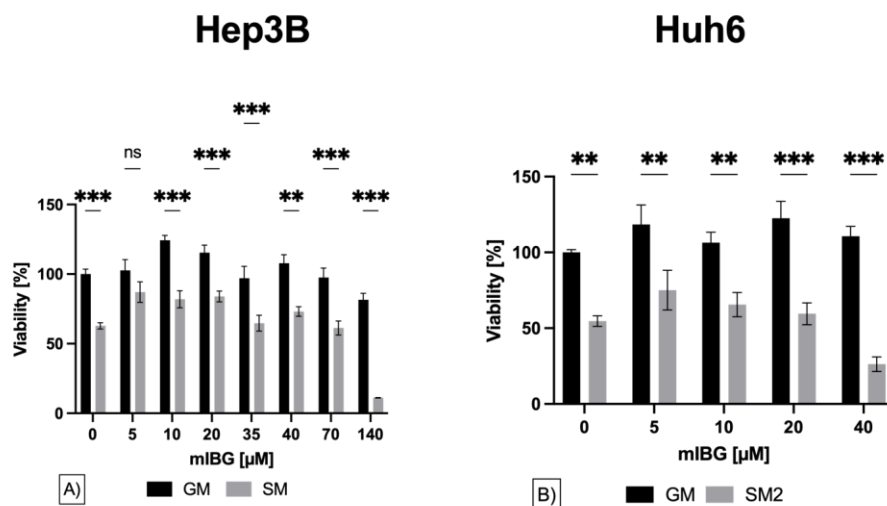 Hep3B
***
ns
***
***
***
***
**
***
150
100
50
0
Viability [%]
0 5 10 20 35 40 70 140
mIBG [µM]
A)
GM SM
Huh6
** ** ** *** ***
150
100
50
0
Viability [%]
0 5 10 20 40
mIBG [µM]
B)
GM SM2